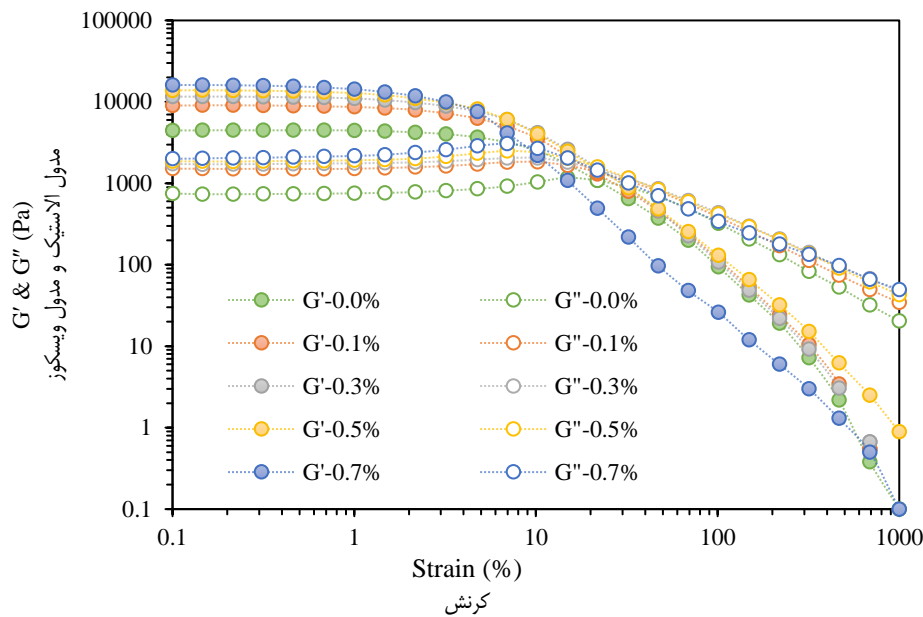 100000
10000
1000
100
10
1
0.1
G' & G'' (Pa)
مدول الاستیک و مدول ویسکوز
G'-0.0%
G''-0.0%
G'-0.1%
G''-0.1%
G'-0.3%
G''-0.3%
G'-0.5%
G''-0.5%
G'-0.7%
G''-0.7%
0.1
1
10
100
1000
Strain (%)
کرنش